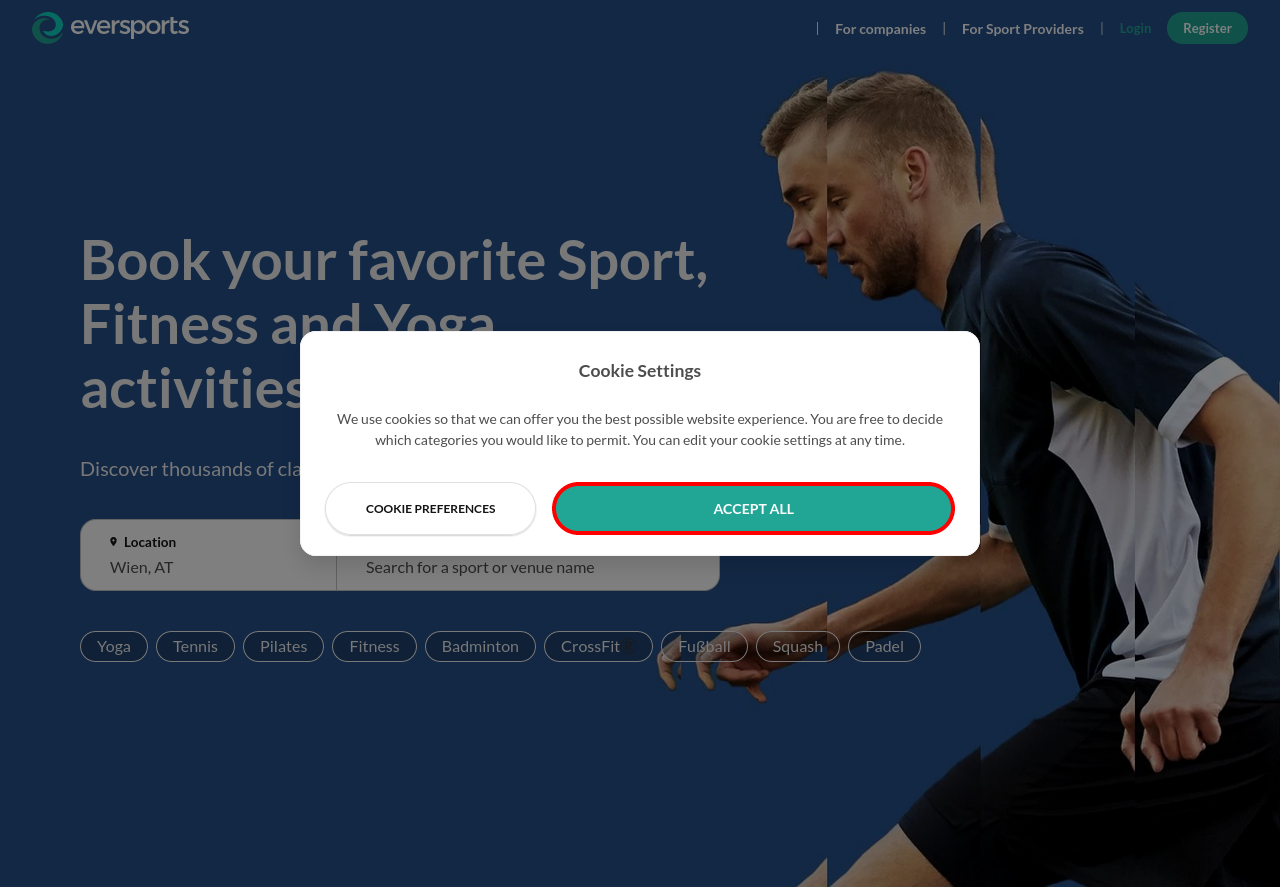 eversports
| For companies | For Sport Providers | Login Register
Book your favorite Sport,
Fitness and Yoga
activities
Discover thousands of cla
Cookie Settings
We use cookies so that we can offer you the best possible website experience. You are free to decide
which categories you would like to permit. You can edit your cookie settings at any time.
COOKIE PREFERENCES
ACCEPT ALL
Location
Wien, AT
Search for a sport or venue name
Yoga
Tennis
Pilates
Fitness
Badminton
CrossFit
Fußball
Squash
Padel